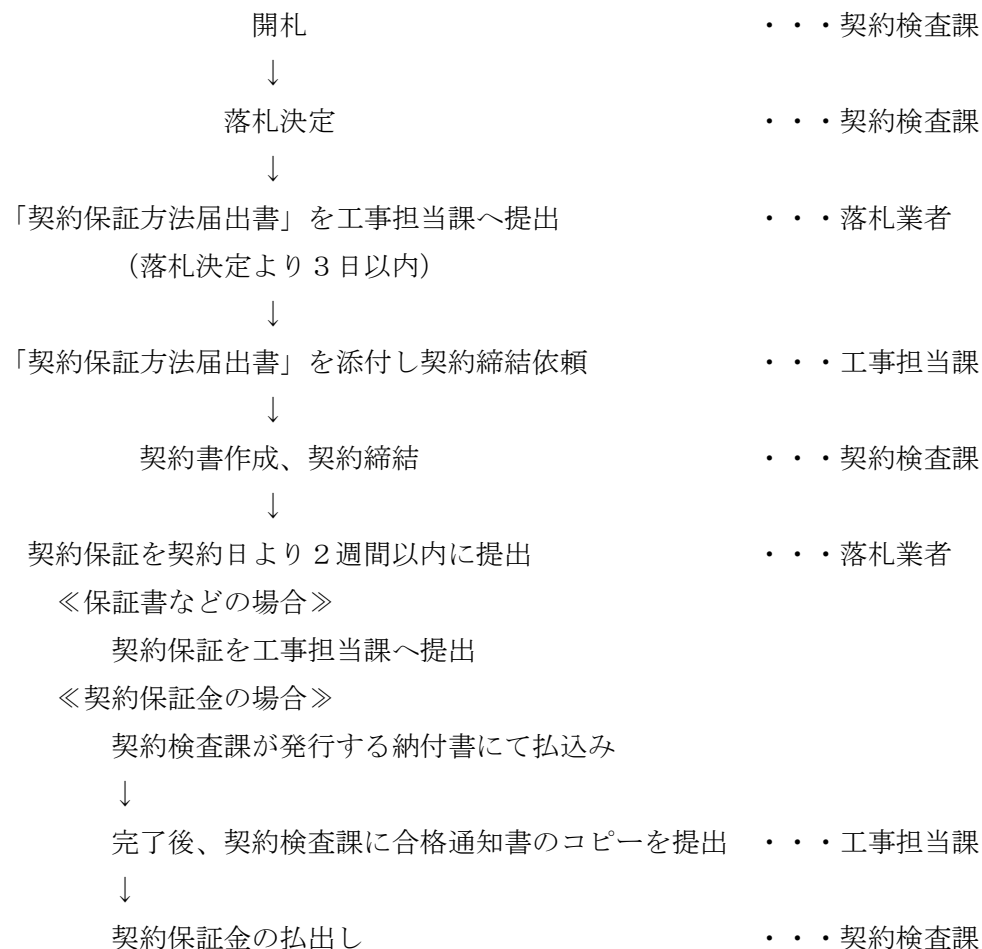 開札 ・・・契約検査課
↓
落札決定 ・・・契約検査課
↓
「契約保証方法届出書」を工事担当課へ提出 ・・・落札業者
（落札決定より３日以内）
↓
「契約保証方法届出書」を添付し契約締結依頼 ・・・工事担当課
↓
契約書作成、契約締結 ・・・契約検査課
↓
契約保証を契約日より２週間以内に提出 ・・・落札業者
≪保証書などの場合≫
契約保証を工事担当課へ提出
≪契約保証金の場合≫
契約検査課が発行する納付書にて払込み
↓
完了後、契約検査課に合格通知書のコピーを提出 ・・・工事担当課
↓
契約保証金の払出し ・・・契約検査課